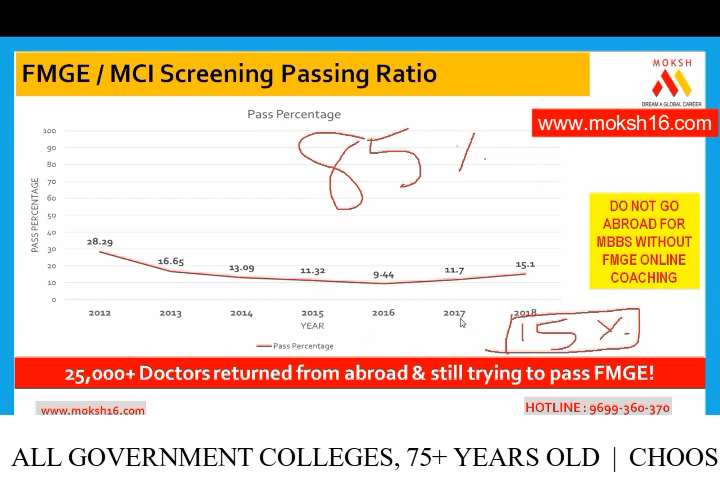 FMGE / MCI Screening Passing Ratio
MOKSH
DREAM A GLOBAL CAREER
www.moksh16.com
Pass Percentage
85 %
PASS PERCENTAGE
100
90
80
70
60
50
40
30
20
10
0
28.29
16.65
13.09
11.32
9.44
11.7
15.1
2012 2013 2014 2015 2016 2017 2018
YEAR
Pass Percentage
15 %
DO NOT GO
ABROAD FOR
MBBS WITHOUT
FMGE ONLINE
COACHING
25,000+ Doctors returned from abroad & still trying to pass FMGE!
www.moksh16.com
HOTLINE : 9699-360-370
ALL GOVERNMENT COLLEGES, 75+ YEARS OLD | CHOOS